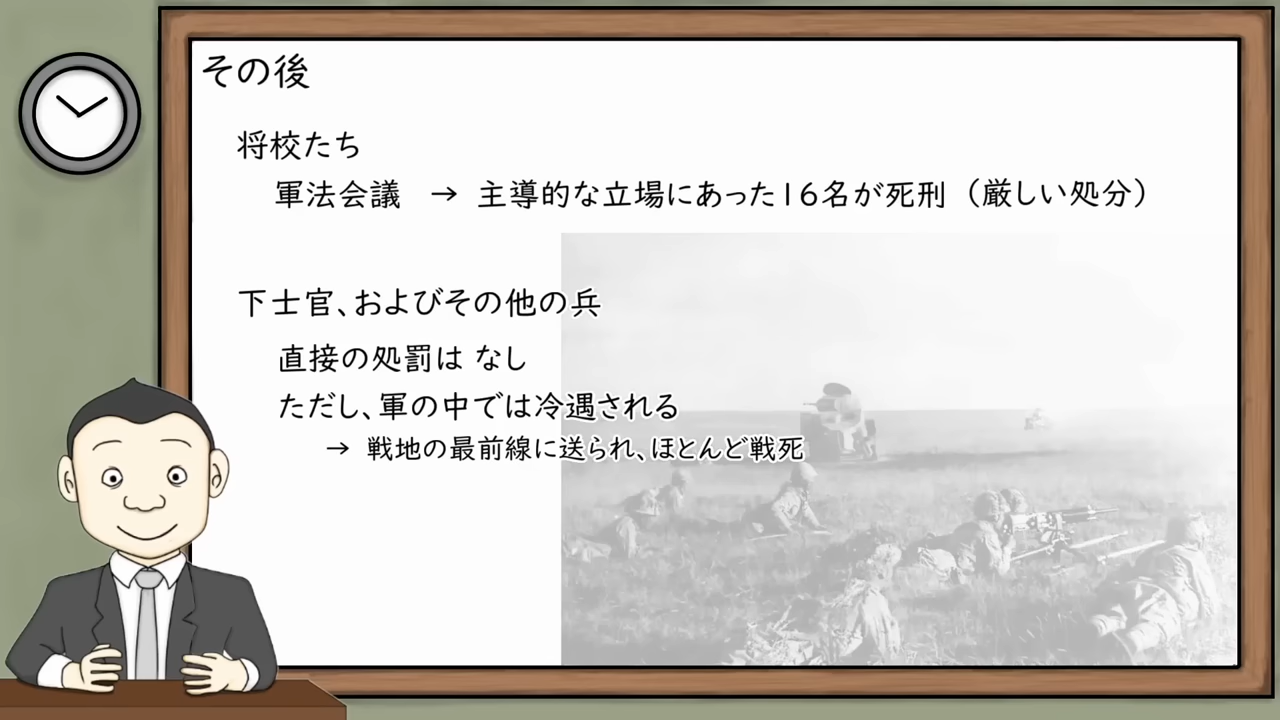 その後
将校たち
軍法会議 → 主導的な立場にあった16名が死刑（厳しい処分）
下士官、およびその他の兵
直接の処罰は なし
ただし、軍の中では冷遇される
→ 戦地の最前線に送られ、ほとんど戦死